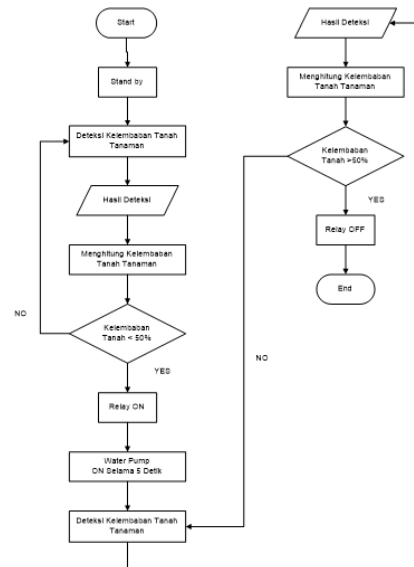 Start
Stand by
Deteksi Kelembaban Tanah
Tanaman
Hasil Deteksi
Menghitung Kelembaban
Tanah Tanaman
NO
Kelembaban
Tanah < 50%
YES
Relay ON
Water Pump
ON Selama 5 Detik
Deteksi Kelembaban Tanah
Tanaman
Hasil Deteksi
Menghitung Kelembaban
Tanah Tanaman
Kelembaban
Tanah >50%
YES
Relay OFF
End
NO